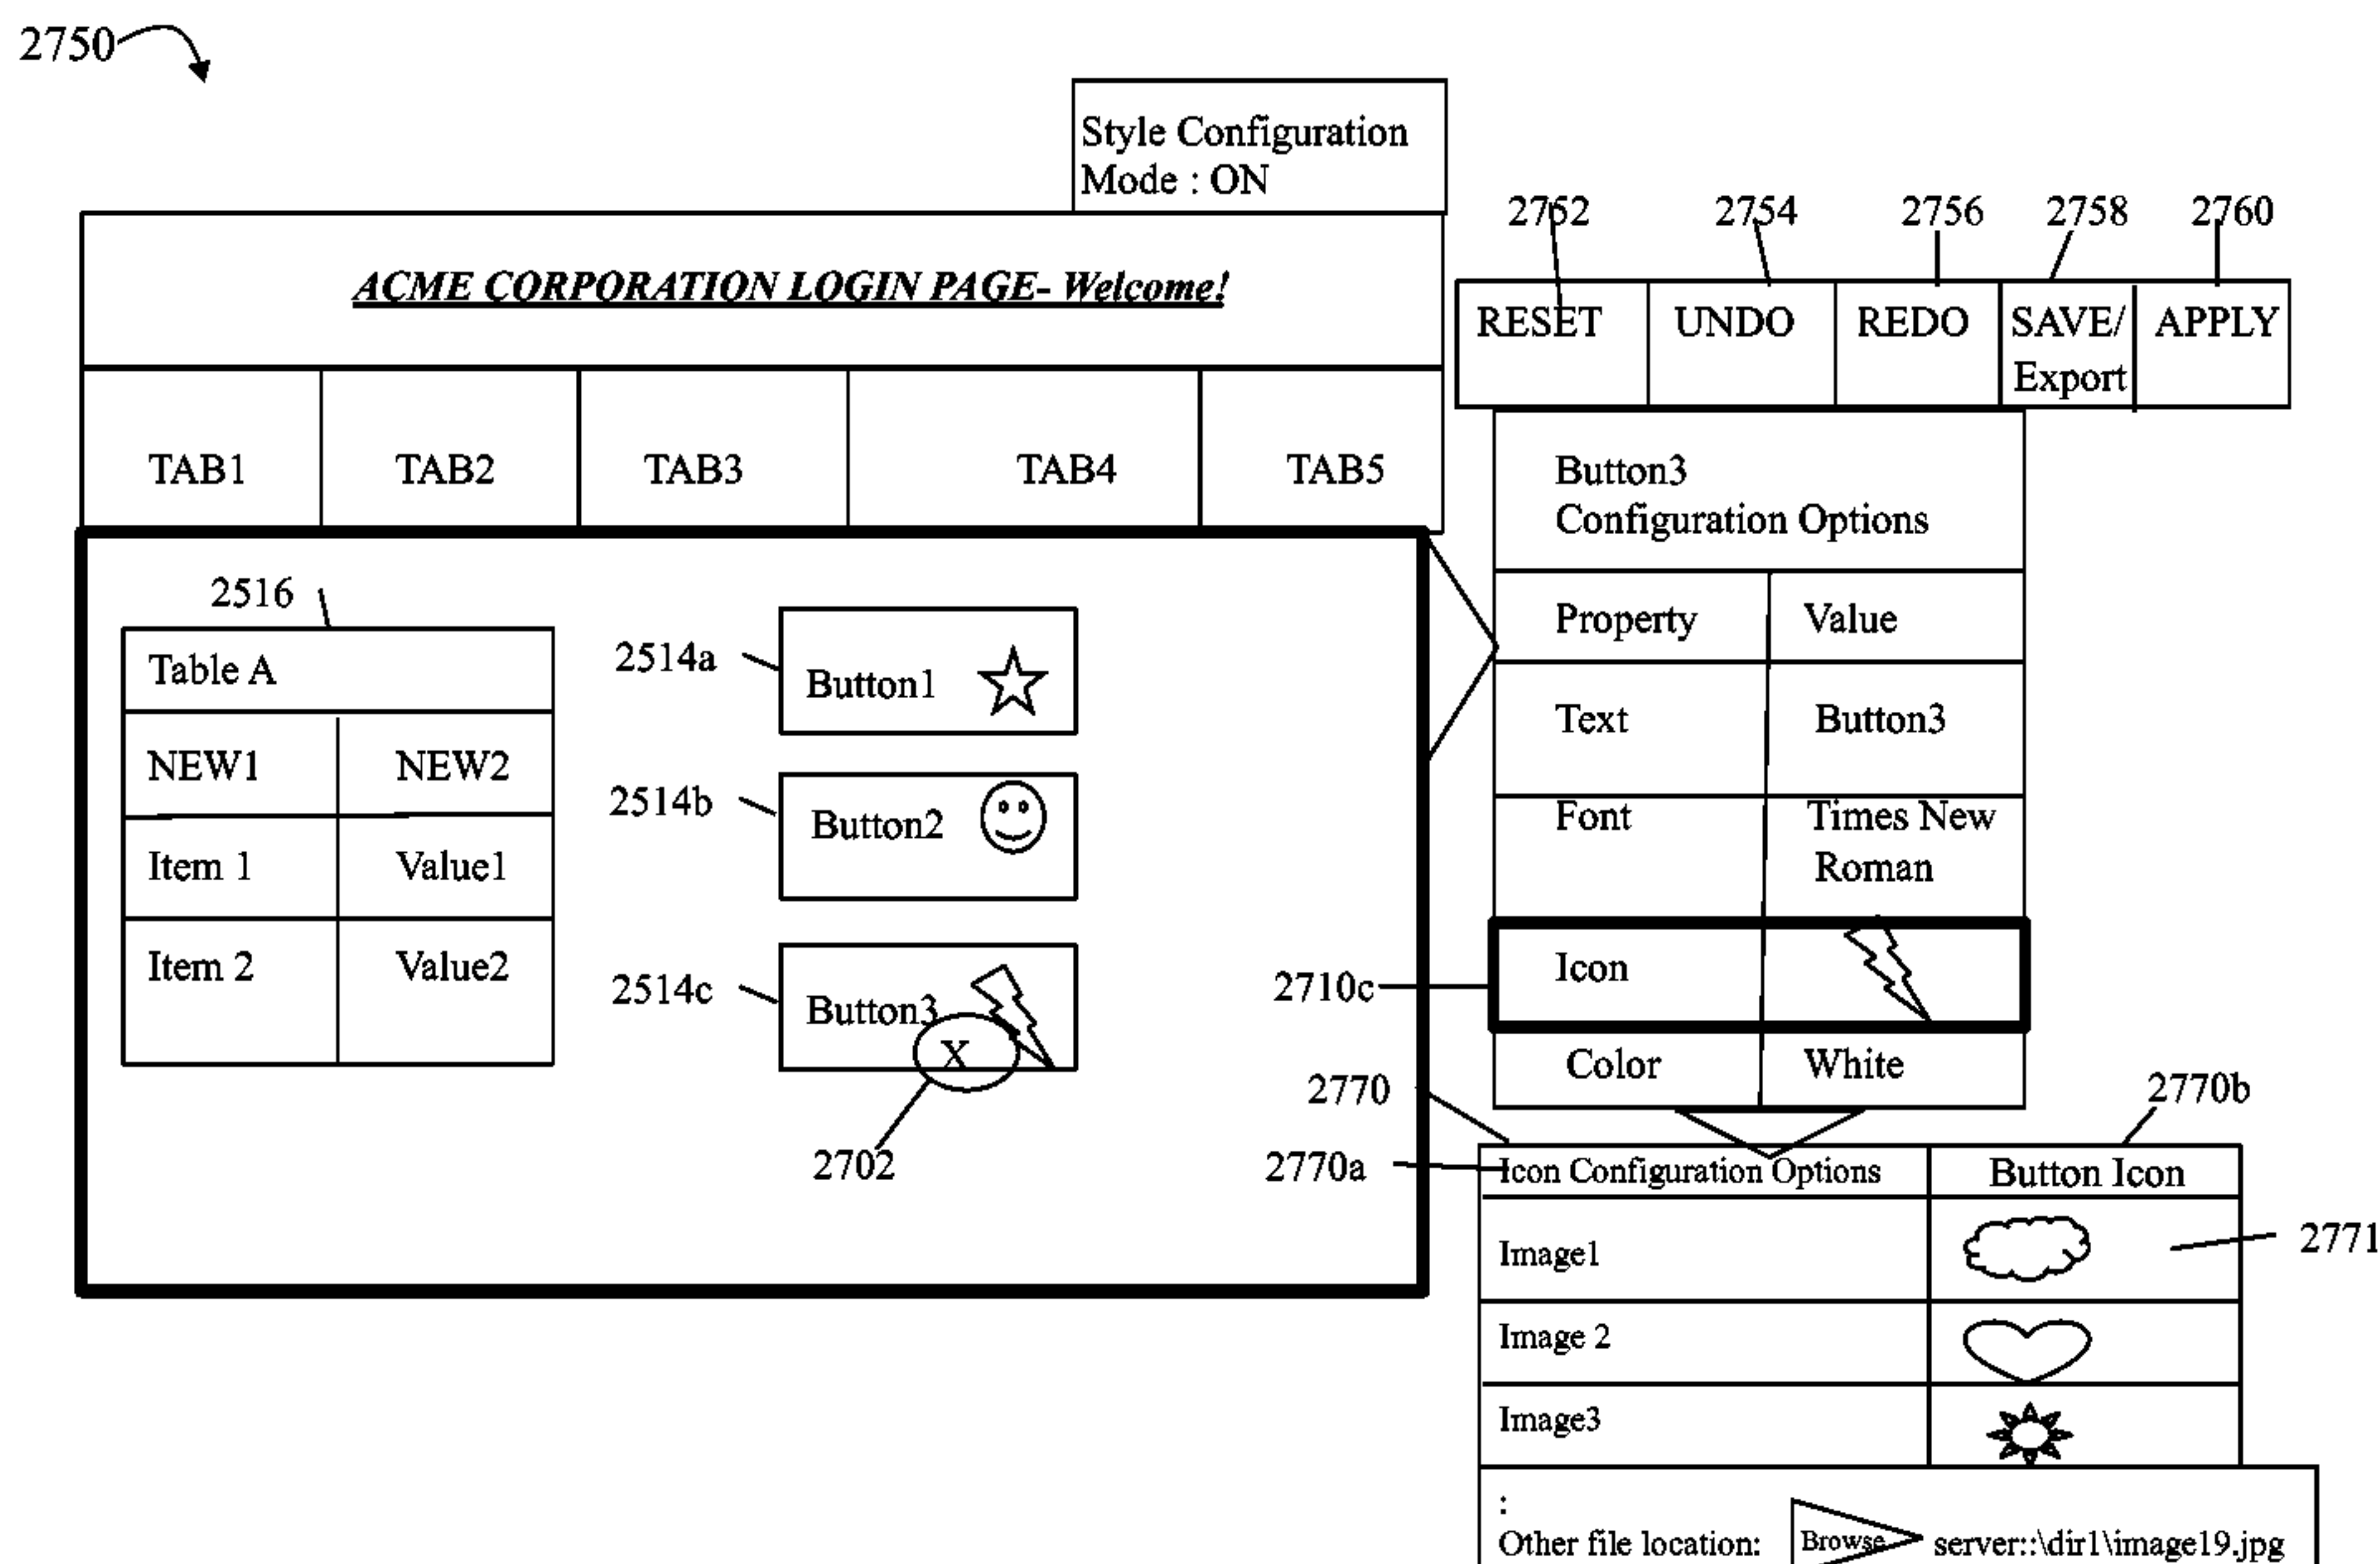 2750
Style Configuration
Mode : ON
ACME CORPORATION LOGIN PAGE- Welcome!
TAB1 TAB2 TAB3 TAB4 TAB5
2752 2754 2756 2758 2760
RESET UNDO REDO SAVE/ APPLY
Export
2516
Table A
NEW1 NEW2
Item 1 Value1
Item 2 Value2
2514a
Button1
2514b
Button2
2514c
Button3
X
2702
Button3
Configuration Options
Property Value
Text Button3
Font Times New
Roman
2710c
Icon
Color White
2770
2770a
2770b
Icon Configuration Options Button Icon
Image1
2771
Image 2
Image3
:
Other file location: Browse server::\dir1\image19.jpg